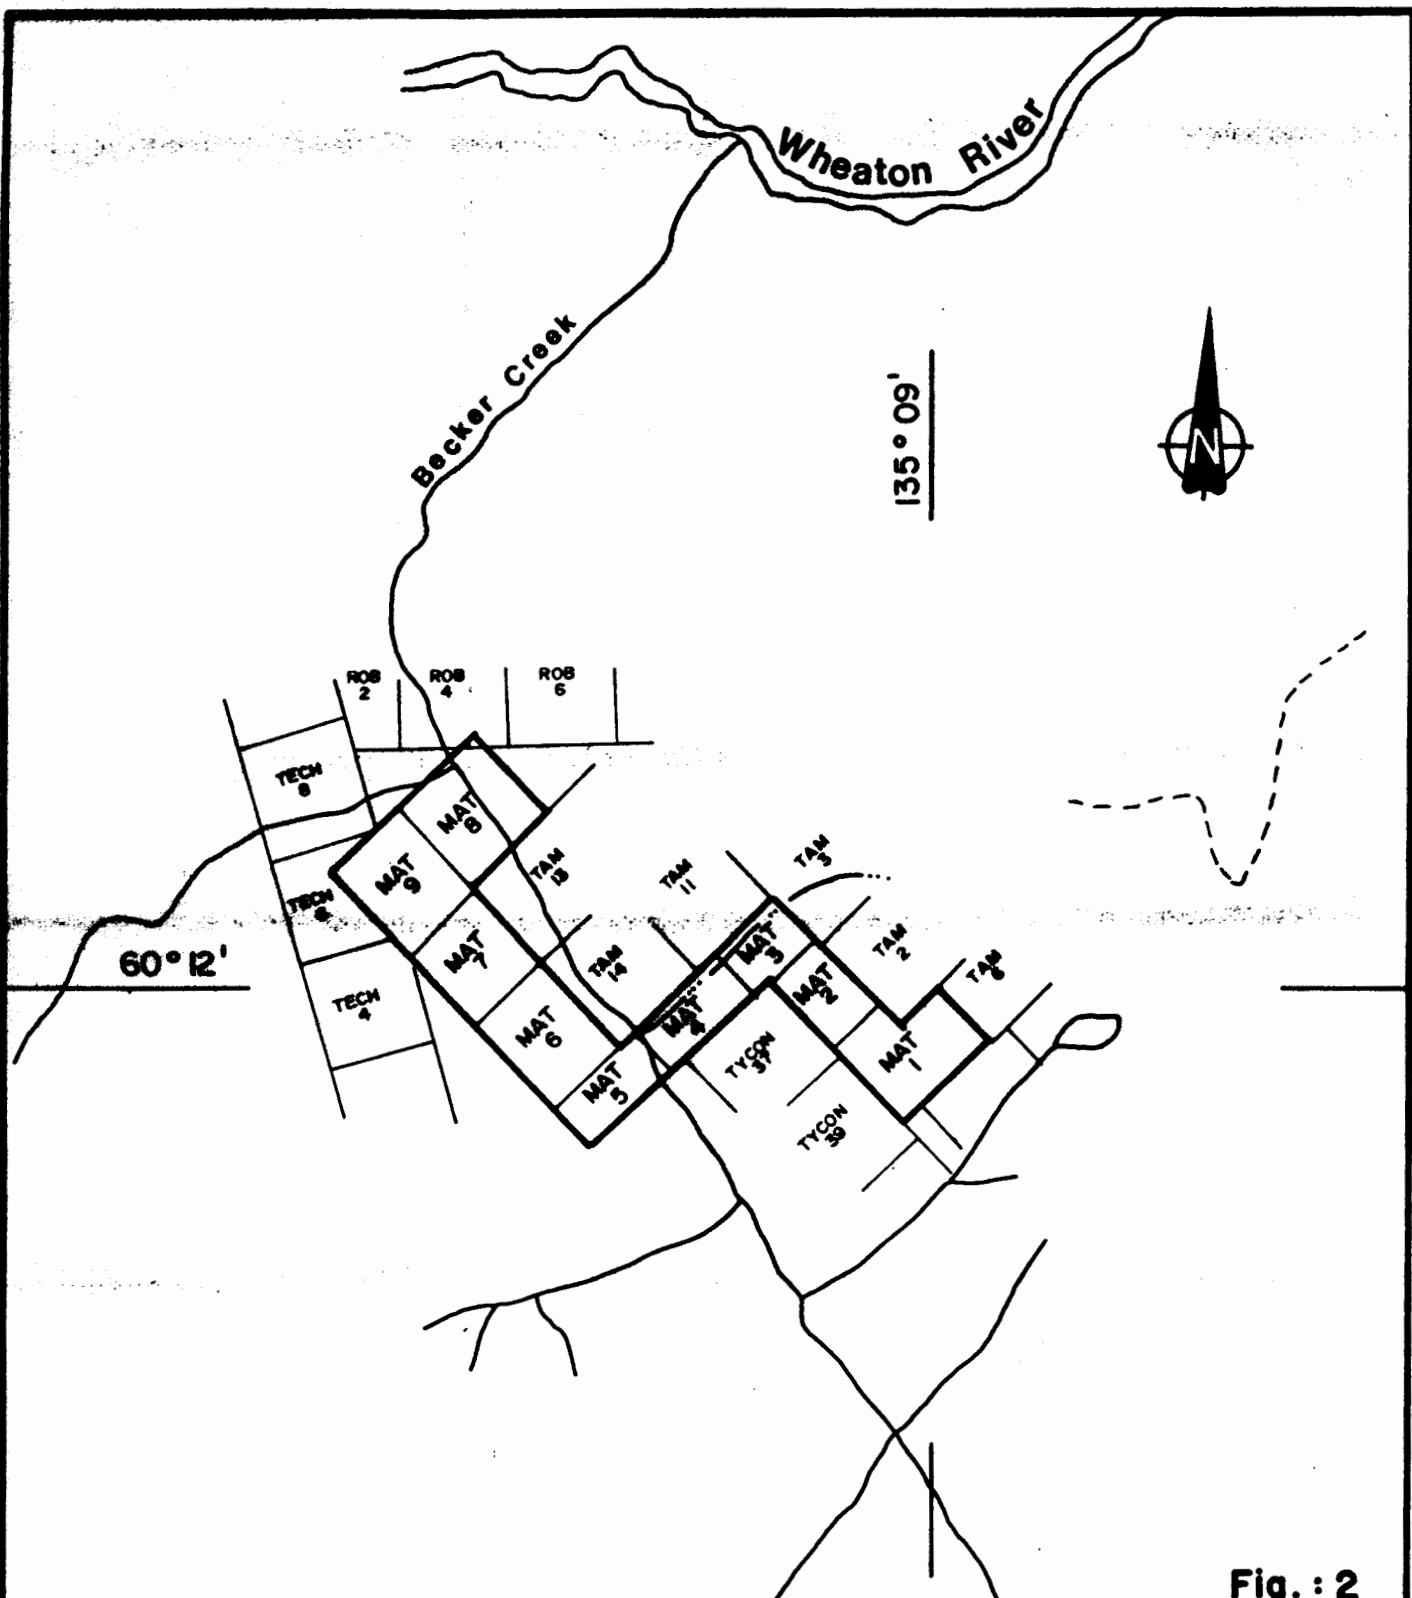 Wheaton River
Becker Creek
135° 09'
N
ROB
2
ROB
4
ROB
6
TECH
8
MAT
8
MAT
9
TAM
13
TAM
11
TAM
3
TECH
6
60° 12'
MAT
7
TAM
14
MAT
3
TAM
2
TAM
6
TECH
4
MAT
6
MAT
4
MAT
2
MAT
5
TYCON
37
MAT
1
TYCON
39
Fig. : 2